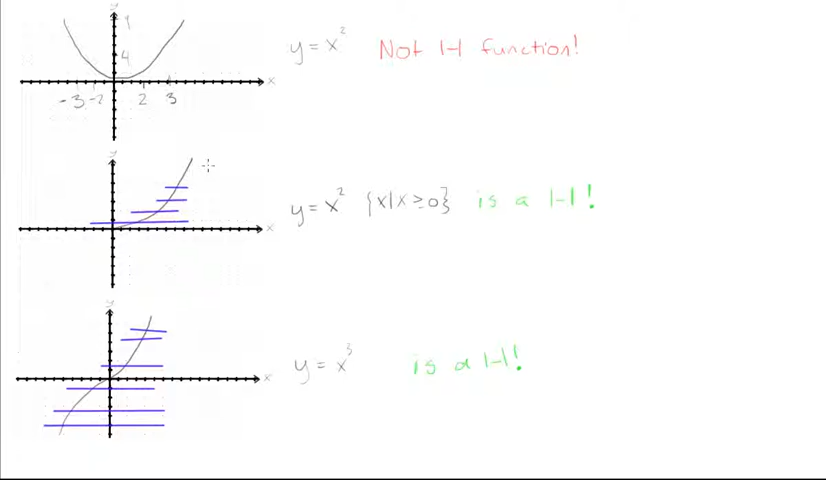 y
9
4
x
-3 -2 2 3
y = x² Not 1-1 function!
y
x
y = x² {x|x ≥ 0} is a 1-1!
y
x
y = x³ is a 1-1!